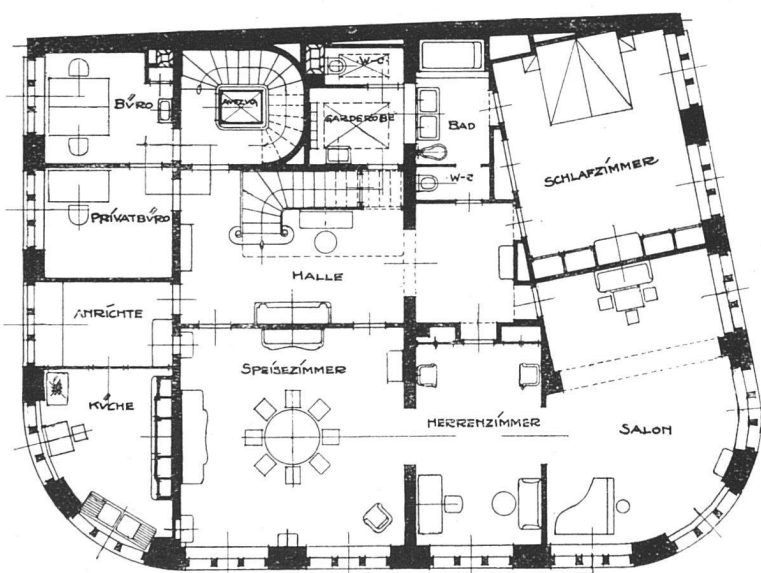 W-C
BÜRO
AUFZUG
GARDEROBE
BAD
SCHLAFZIMMER
W-C
PRIVATBÜRO
HALLE
ANRICHTE
SPEISEZIMMER
KÜCHE
HERRENZIMMER
SALON